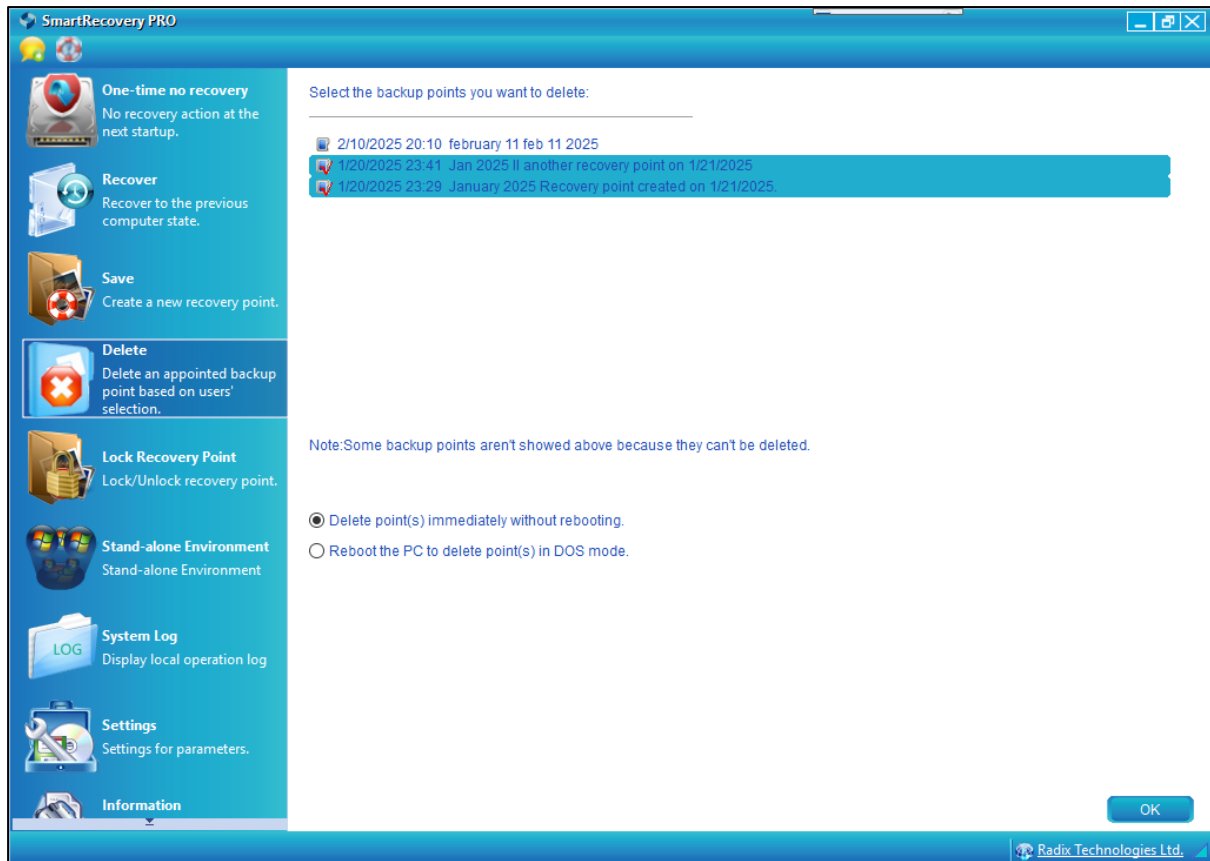 SmartRecovery PRO
One-time no recovery
No recovery action at the
next startup.
Recover
Recover to the previous
computer state.
Save
Create a new recovery point.
Delete
Delete an appointed backup
point based on users'
selection.
Lock Recovery Point
Lock/Unlock recovery point.
Stand-alone Environment
Stand-alone Environment
LOG
System Log
Display local operation log
Settings
Settings for parameters.
Information
Select the backup points you want to delete:
2/10/2025 20:10 february 11 feb 11 2025
1/20/2025 23:41 Jan 2025 II another recovery point on 1/21/2025
1/20/2025 23:29 January 2025 Recovery point created on 1/21/2025.
Note:Some backup points aren't showed above because they can't be deleted.
Delete point(s) immediately without rebooting.
Reboot the PC to delete point(s) in DOS mode.
OK
Radix Technologies Ltd.